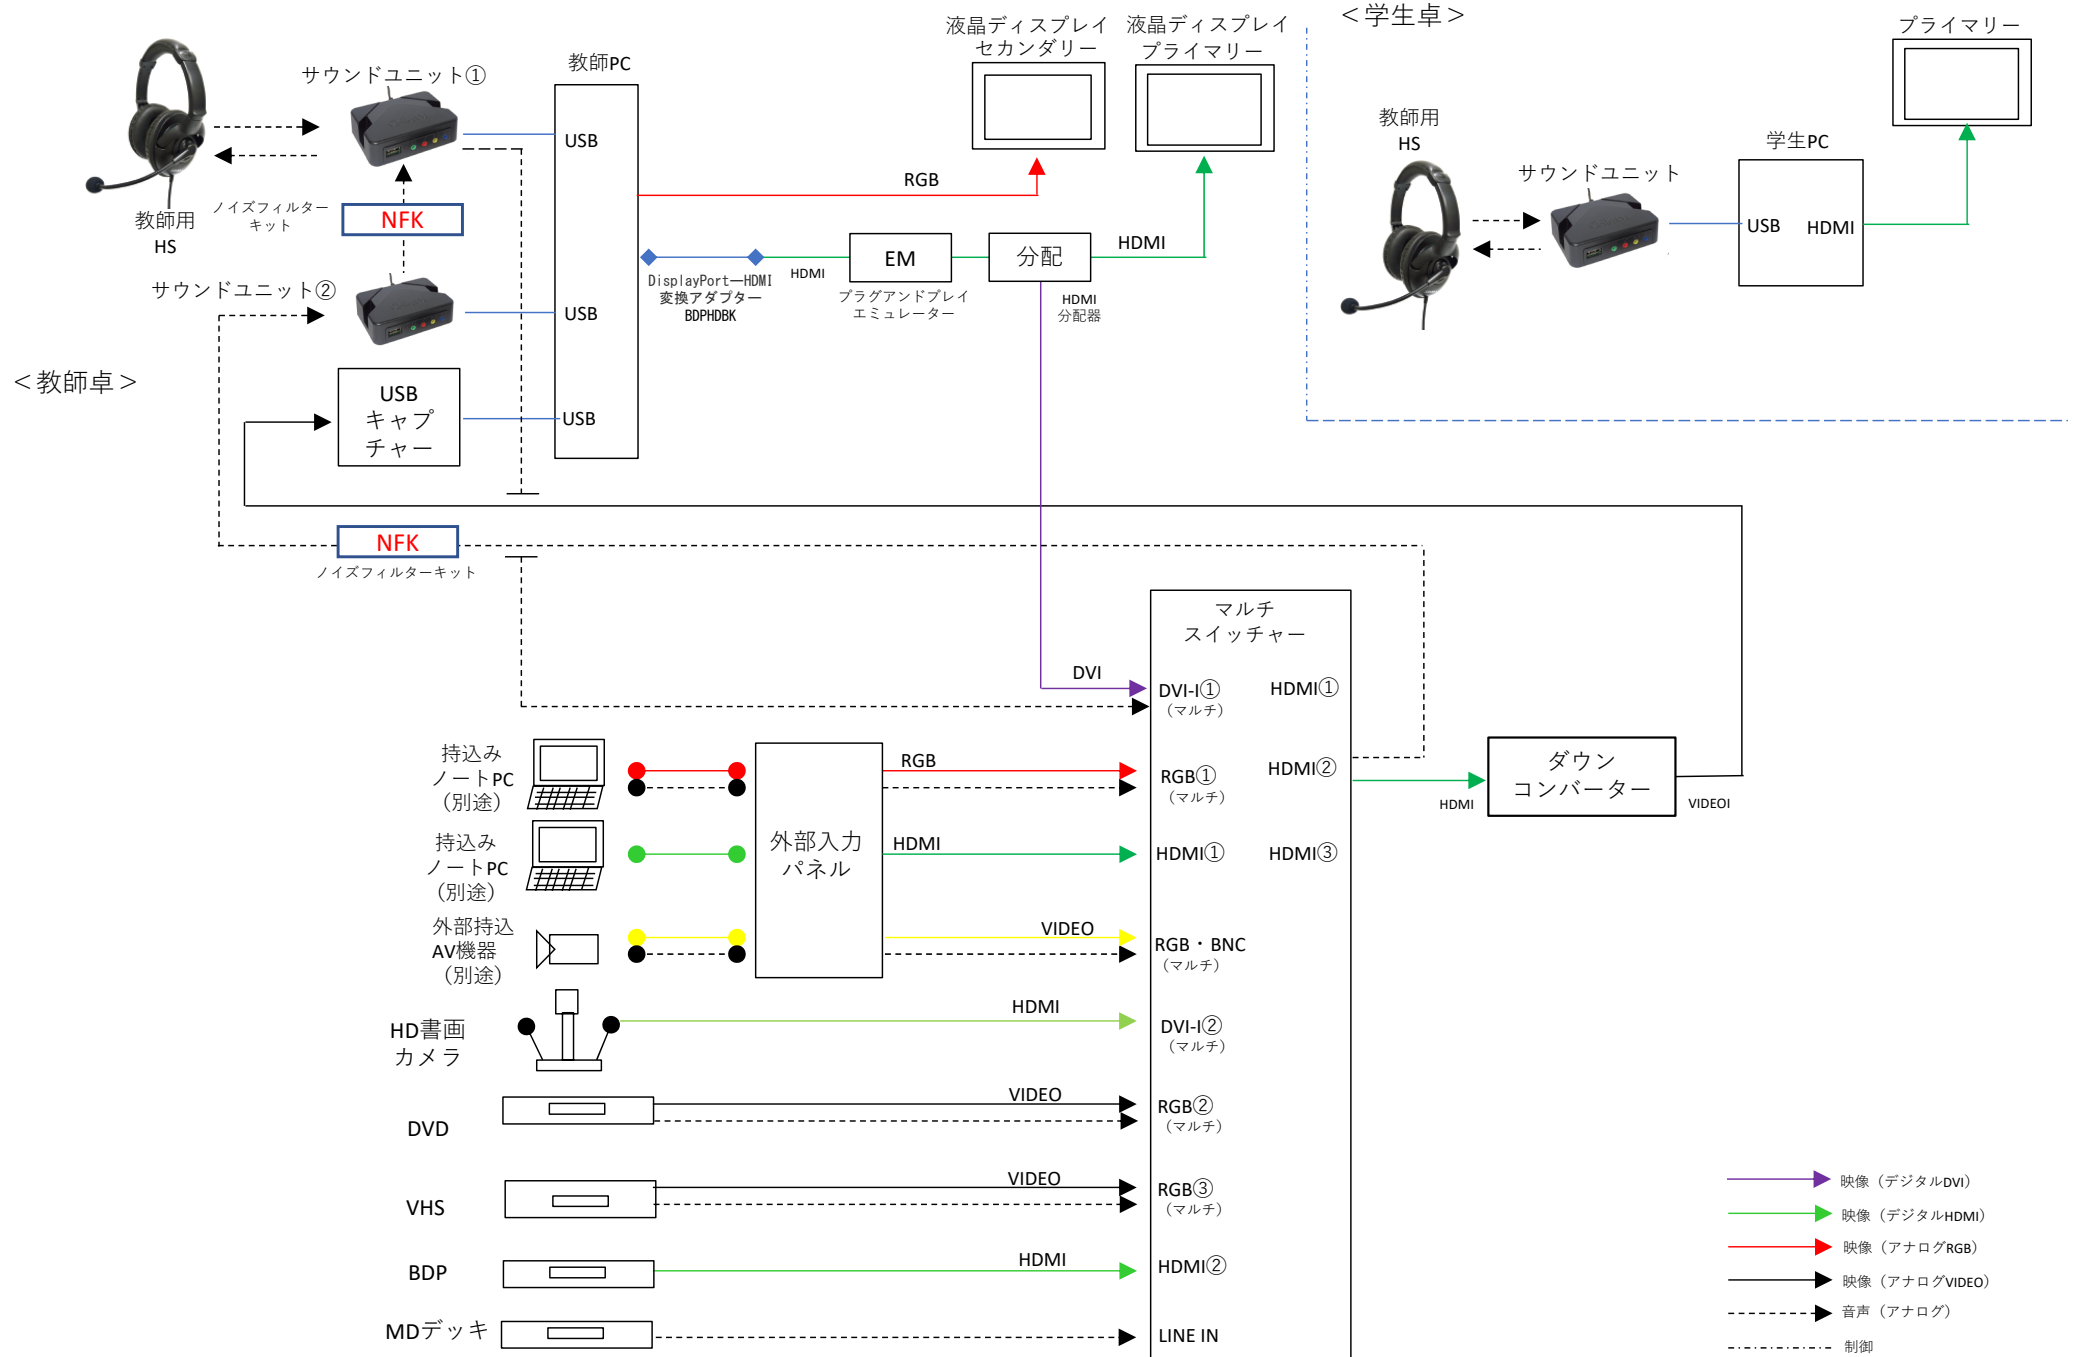 ＜学生卓＞
液晶ディスプレイ
セカンダリー
液晶ディスプレイ
プライマリー
プライマリー
サウンドユニット①
教師PC
USB
教師用
HS
ノイズフィルター
キット
NFK
RGB
教師用
HS
サウンドユニット
学生PC
USB
HDMI
サウンドユニット②
USB
DisplayPort―HDMI
変換アダプター
BDPHDBK
HDMI
EM
プラグアンドプレイ
エミュレーター
分配
HDMI
HDMI
分配器
＜教師卓＞
USB
キャプ
チャー
USB
NFK
ノイズフィルターキット
マルチ
スイッチャー
DVI
DVI-I①
（マルチ）
HDMI①
持込み
ノートPC
（別途）
RGB
RGB①
（マルチ）
HDMI②
HDMI
ダウン
コンバーター
VIDEOI
持込み
ノートPC
（別途）
外部入力
パネル
HDMI
HDMI①
HDMI③
外部持込
AV機器
（別途）
VIDEO
RGB・BNC
（マルチ）
HD書画
カメラ
HDMI
DVI-I②
（マルチ）
DVD
VIDEO
RGB②
（マルチ）
VHS
VIDEO
RGB③
（マルチ）
BDP
HDMI
HDMI②
MDデッキ
LINE IN
映像（デジタルDVI）
映像（デジタルHDMI）
映像（アナログRGB）
映像（アナログVIDEO）
音声（アナログ）
制御